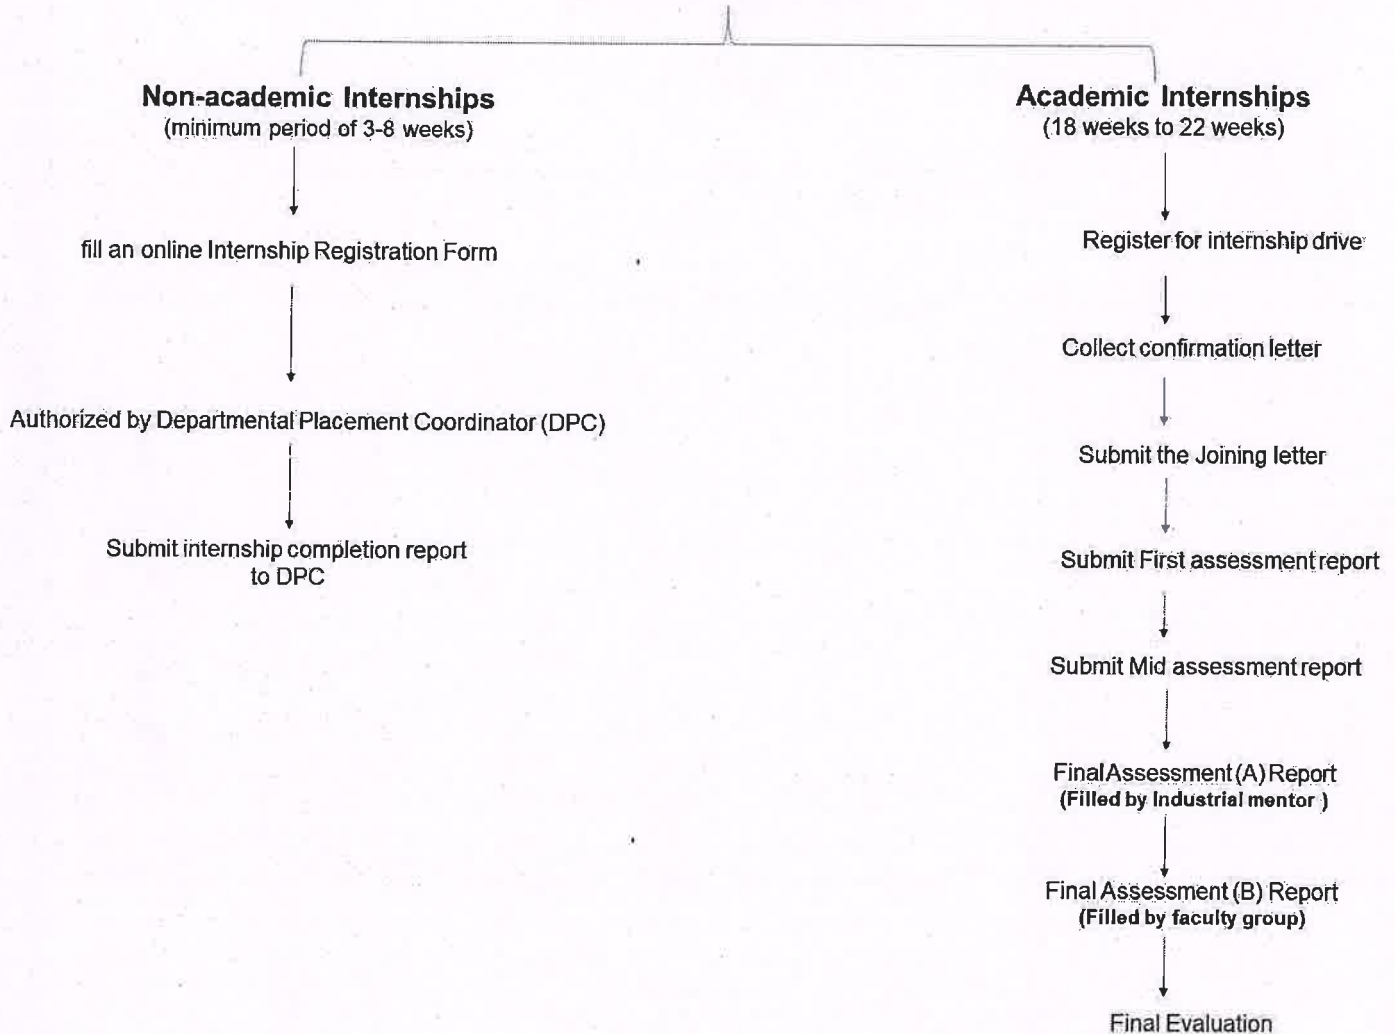 Non-academic Internships
(minimum period of 3-8 weeks)
fill an online Internship Registration Form
Authorized by Departmental Placement Coordinator (DPC)
Submit internship completion report
to DPC
Academic Internships
(18 weeks to 22 weeks)
Register for internship drive
Collect confirmation letter
Submit the Joining letter
Submit First assessment report
Submit Mid assessment report
Final Assessment (A) Report
(Filled by Industrial mentor )
Final Assessment (B) Report
(Filled by faculty group)
Final Evaluation